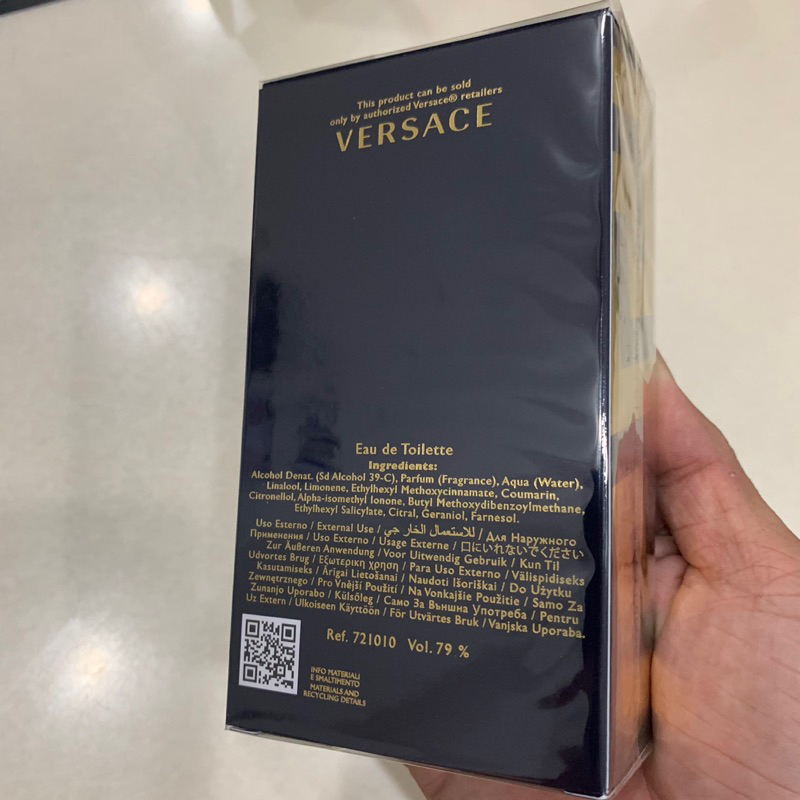 This product can be sold
only by authorized Versace® retailers
VERSACE
Eau de Toilette
Ingredients:
Alcohol Denat. (Sd Alcohol 39-C), Parfum (Fragrance), Aqua (Water),
Linalool, Limonene, Ethylhexyl Methoxycinnamate, Coumarin,
Citronellol, Alpha-isomethyl Ionone, Butyl Methoxydibenzoylmethane,
Ethylhexyl Salicylate, Citral, Geraniol, Farnesol.
Uso Esterno / External Use / للاستعمال الخار جي / Для Наружного
Применения / Uso Externo / Usage Externe / 口にいれないでください
Zur Äußeren Anwendung / Voor Uitwendig Gebruik / Kun Til
Udvortes Brug / Εξωτερικη χρηση / Para Uso Externo / Välispidiseks
Kasutamiseks / Ārīgai Lietošanai / Naudoti Išoriškai / Do Użytku
Zewnętrznego / Pro Vnější Použití / Na Vonkajšie Použitie / Samo Za
Zunanjo Uporabo / Külsőleg / Само За Външна Употреба / Pentru
Uz Extern / Ulkoiseen Käyttöön / För Utvärtes Bruk / Vanjska Uporaba.
Ref. 721010 Vol. 79 %
INFO MATERIALI
E SMALTIMENTO
MATERIALS AND
RECYCLING DETAILS